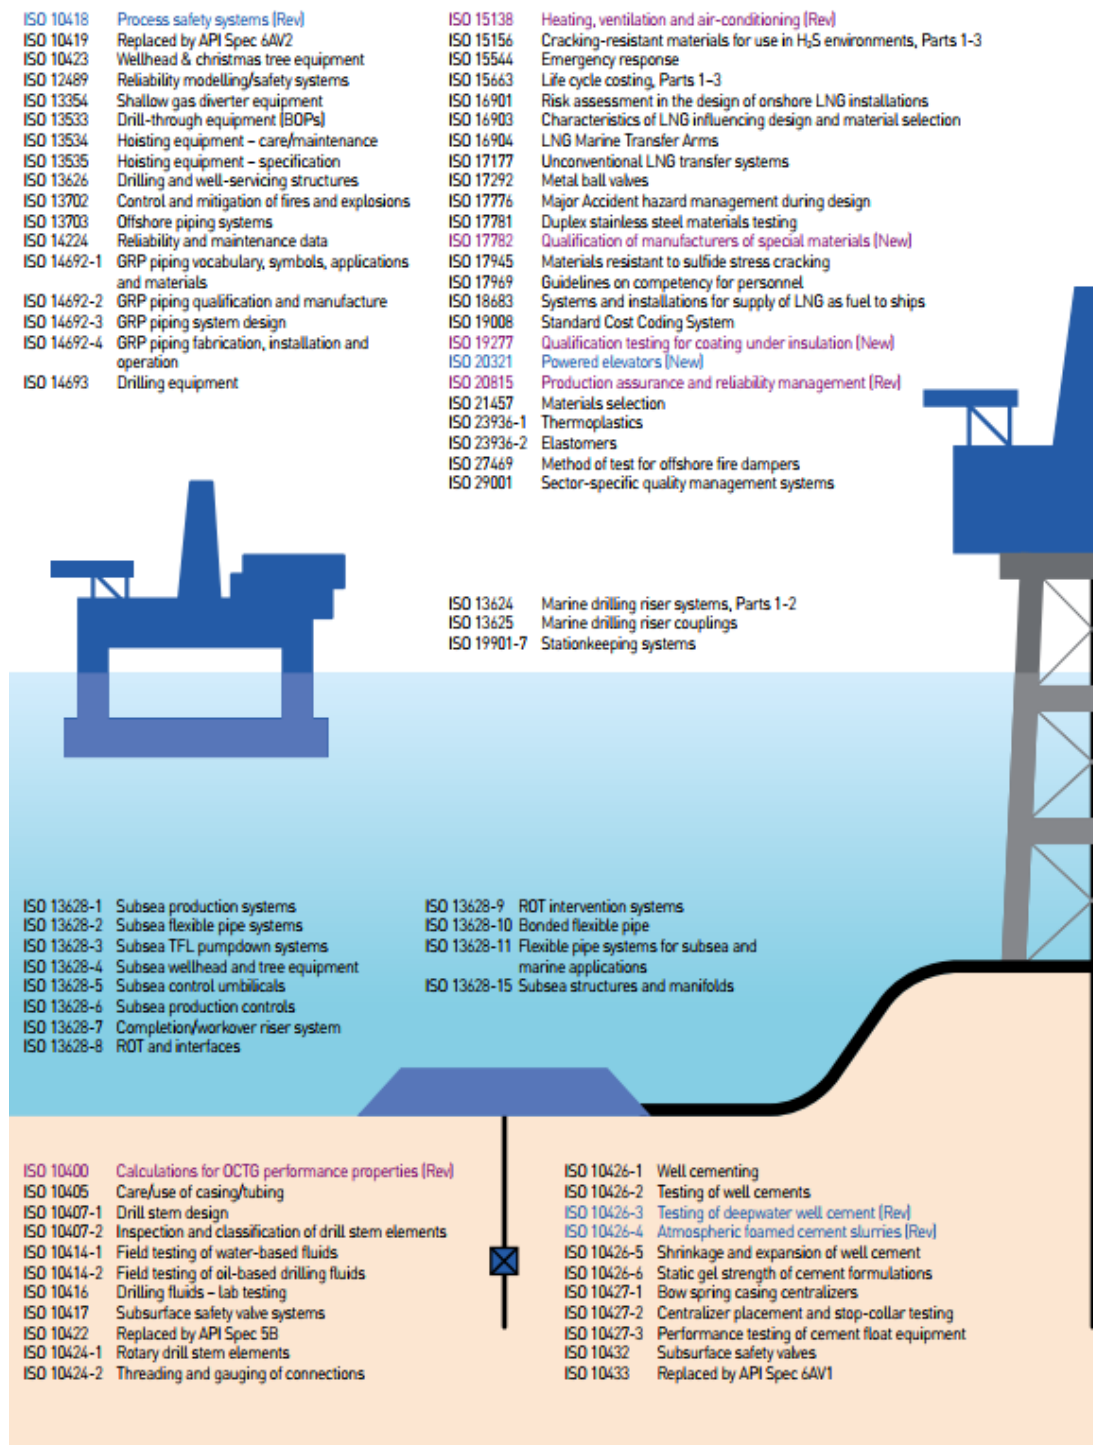 ISO 10418 Process safety systems (Rev)
ISO 10419 Replaced by API Spec 6AV2
ISO 10423 Wellhead & christmas tree equipment
ISO 12489 Reliability modelling/safety systems
ISO 13354 Shallow gas diverter equipment
ISO 13533 Drill-through equipment (BOPs)
ISO 13534 Hoisting equipment – care/maintenance
ISO 13535 Hoisting equipment – specification
ISO 13626 Drilling and well-servicing structures
ISO 13702 Control and mitigation of fires and explosions
ISO 13703 Offshore piping systems
ISO 14224 Reliability and maintenance data
ISO 14692-1 GRP piping vocabulary, symbols, applications
and materials
ISO 14692-2 GRP piping qualification and manufacture
ISO 14692-3 GRP piping system design
ISO 14692-4 GRP piping fabrication, installation and
operation
ISO 14693 Drilling equipment
ISO 15138 Heating, ventilation and air-conditioning (Rev)
ISO 15156 Cracking-resistant materials for use in H₂S environments, Parts 1-3
ISO 15544 Emergency response
ISO 15663 Life cycle costing, Parts 1–3
ISO 16901 Risk assessment in the design of onshore LNG installations
ISO 16903 Characteristics of LNG influencing design and material selection
ISO 16904 LNG Marine Transfer Arms
ISO 17177 Unconventional LNG transfer systems
ISO 17292 Metal ball valves
ISO 17776 Major Accident hazard management during design
ISO 17781 Duplex stainless steel materials testing
ISO 17782 Qualification of manufacturers of special materials (New)
ISO 17945 Materials resistant to sulfide stress cracking
ISO 17969 Guidelines on competency for personnel
ISO 18683 Systems and installations for supply of LNG as fuel to ships
ISO 19008 Standard Cost Coding System
ISO 19277 Qualification testing for coating under insulation (New)
ISO 20321 Powered elevators (New)
ISO 20815 Production assurance and reliability management (Rev)
ISO 21457 Materials selection
ISO 23936-1 Thermoplastics
ISO 23936-2 Elastomers
ISO 27469 Method of test for offshore fire dampers
ISO 29001 Sector-specific quality management systems
ISO 13624 Marine drilling riser systems, Parts 1-2
ISO 13625 Marine drilling riser couplings
ISO 19901-7 Stationkeeping systems
ISO 13628-1 Subsea production systems
ISO 13628-2 Subsea flexible pipe systems
ISO 13628-3 Subsea TFL pumpdown systems
ISO 13628-4 Subsea wellhead and tree equipment
ISO 13628-5 Subsea control umbilicals
ISO 13628-6 Subsea production controls
ISO 13628-7 Completion/workover riser system
ISO 13628-8 ROT and interfaces
ISO 13628-9 ROT intervention systems
ISO 13628-10 Bonded flexible pipe
ISO 13628-11 Flexible pipe systems for subsea and
marine applications
ISO 13628-15 Subsea structures and manifolds
ISO 10400 Calculations for OCTG performance properties (Rev)
ISO 10405 Care/use of casing/tubing
ISO 10407-1 Drill stem design
ISO 10407-2 Inspection and classification of drill stem elements
ISO 10414-1 Field testing of water-based fluids
ISO 10414-2 Field testing of oil-based drilling fluids
ISO 10416 Drilling fluids – lab testing
ISO 10417 Subsurface safety valve systems
ISO 10422 Replaced by API Spec 5B
ISO 10424-1 Rotary drill stem elements
ISO 10424-2 Threading and gauging of connections
ISO 10426-1 Well cementing
ISO 10426-2 Testing of well cements
ISO 10426-3 Testing of deepwater well cement (Rev)
ISO 10426-4 Atmospheric foamed cement slurries (Rev)
ISO 10426-5 Shrinkage and expansion of well cement
ISO 10426-6 Static gel strength of cement formulations
ISO 10427-1 Bow spring casing centralizers
ISO 10427-2 Centralizer placement and stop-collar testing
ISO 10427-3 Performance testing of cement float equipment
ISO 10432 Subsurface safety valves
ISO 10433 Replaced by API Spec 6AV1